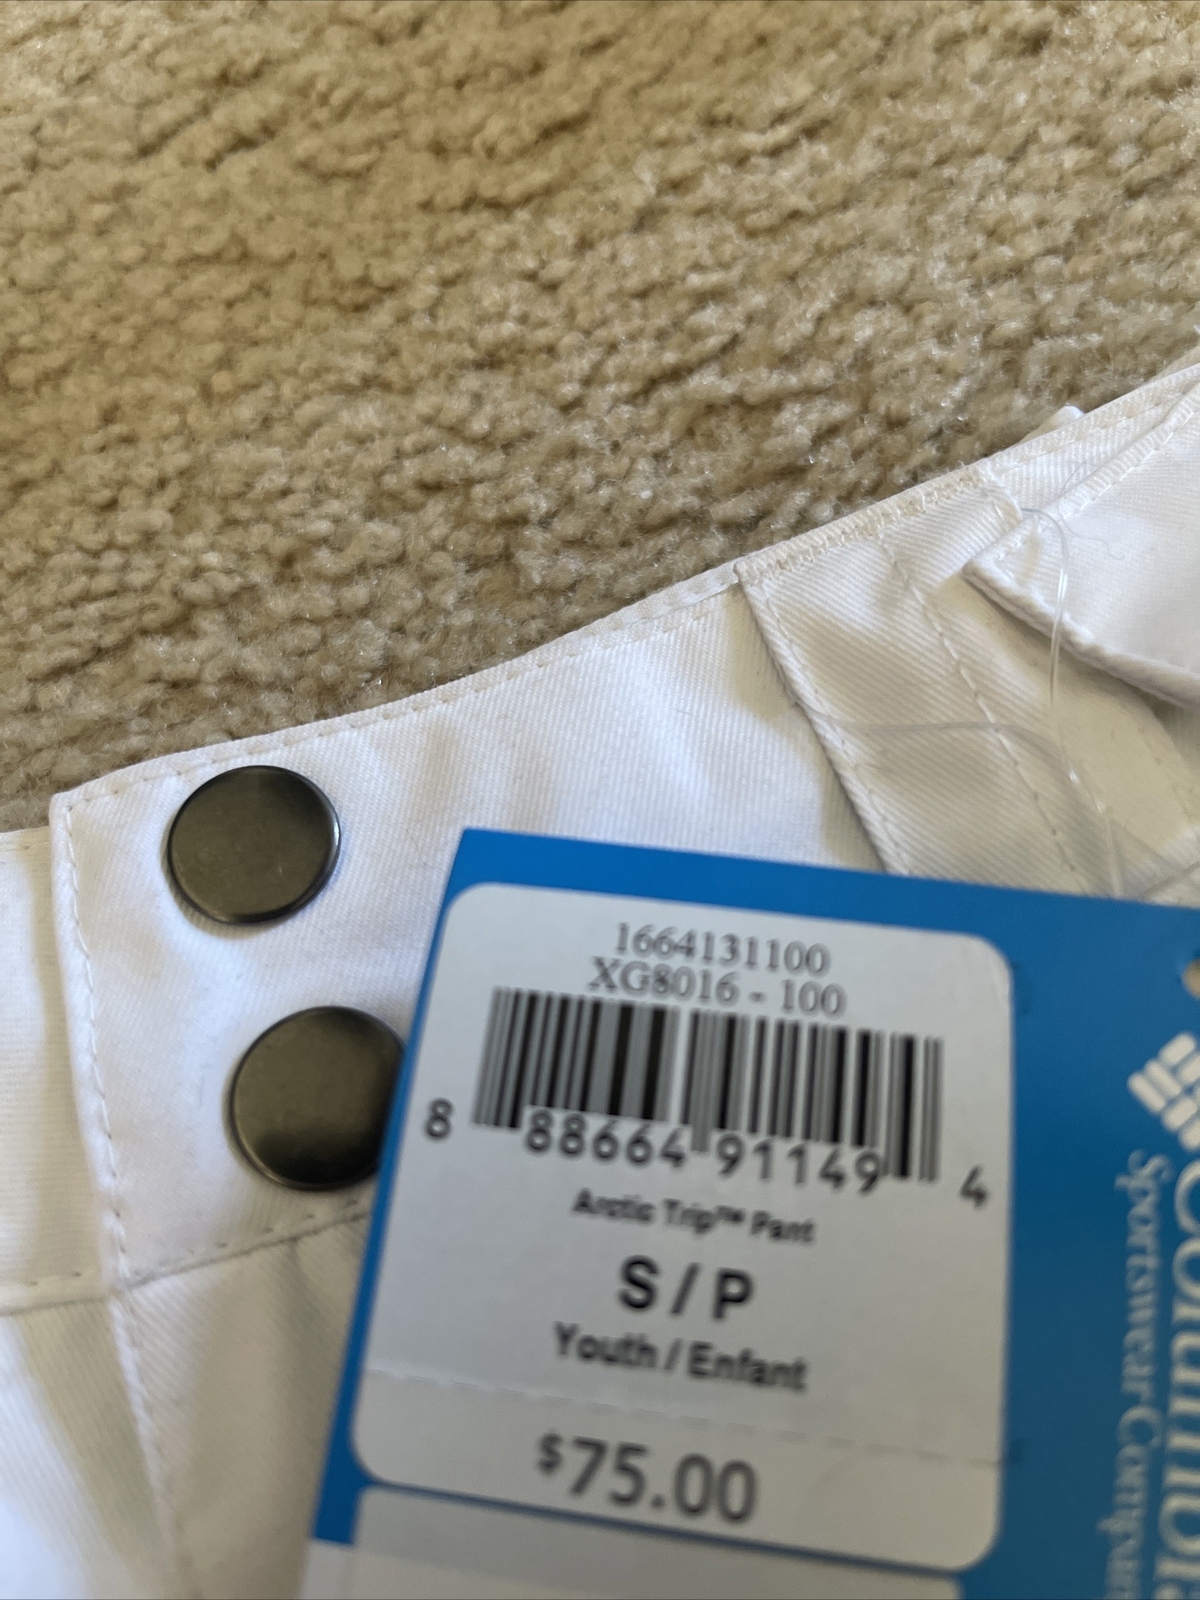 1664131100
XG8016 - 100
8 88664 91149 4
Arctic Trip™ Pant
S / P
Youth / Enfant
$75.00
Columbia
Sportswear Company